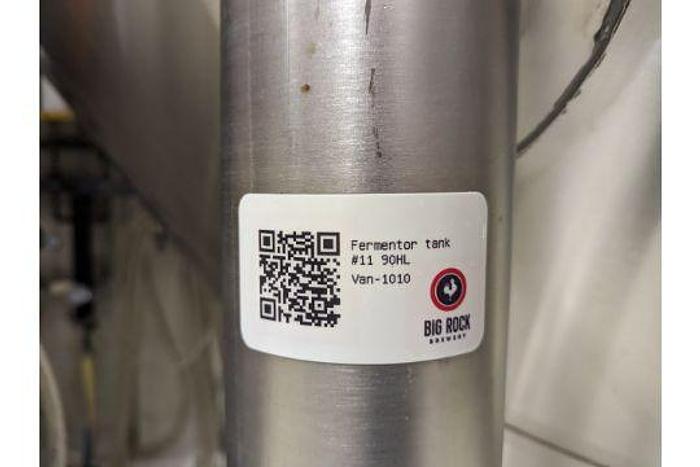 Fermentor tank
#11 90HL
Van-1010
BIG ROCK
BREWERY